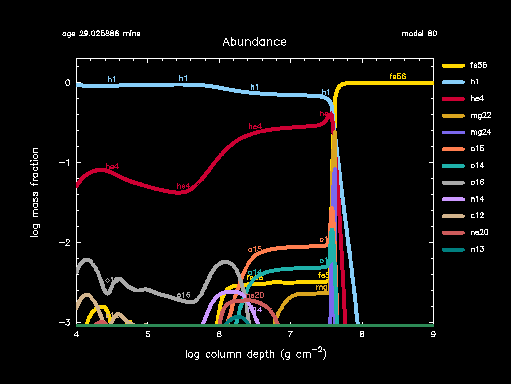 age 29.025886 mins
model 80
Abundance
fe56
h1
h1
h1
h1
he4
he4
he4
o16
o15
o14
ne20
0
-1
-2
-3
4
5
6
7
8
9
log mass fraction
log column depth (g cm⁻²)
fe56
h1
he4
mg22
mg24
o15
o14
o16
n14
c12
ne20
n13